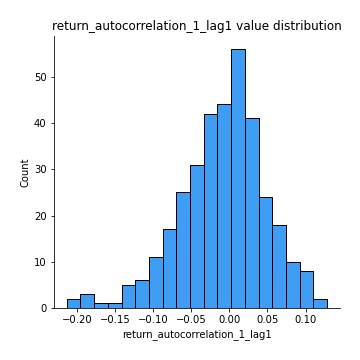 return_autocorrelation_1_lag1 value distribution
50
40
30
20
10
0
Count
−0.20 −0.15 −0.10 −0.05 0.00 0.05 0.10
return_autocorrelation_1_lag1